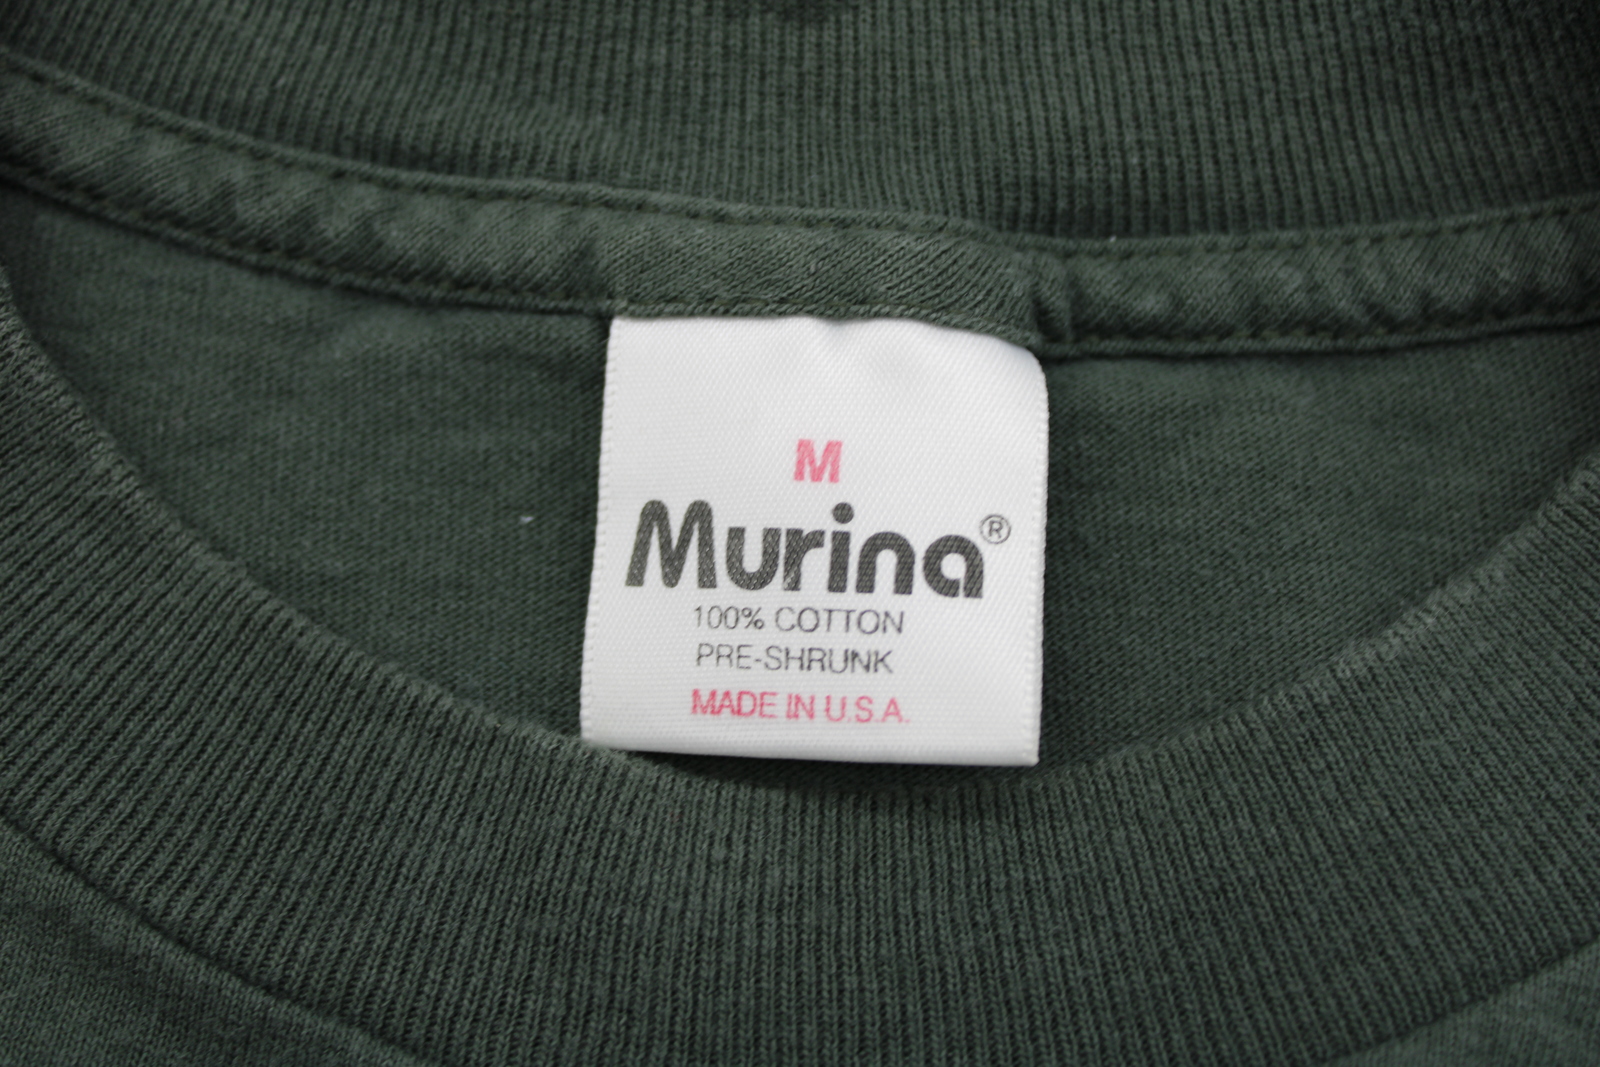 M
Murina®
100% COTTON
PRE-SHRUNK
MADE IN U.S.A.